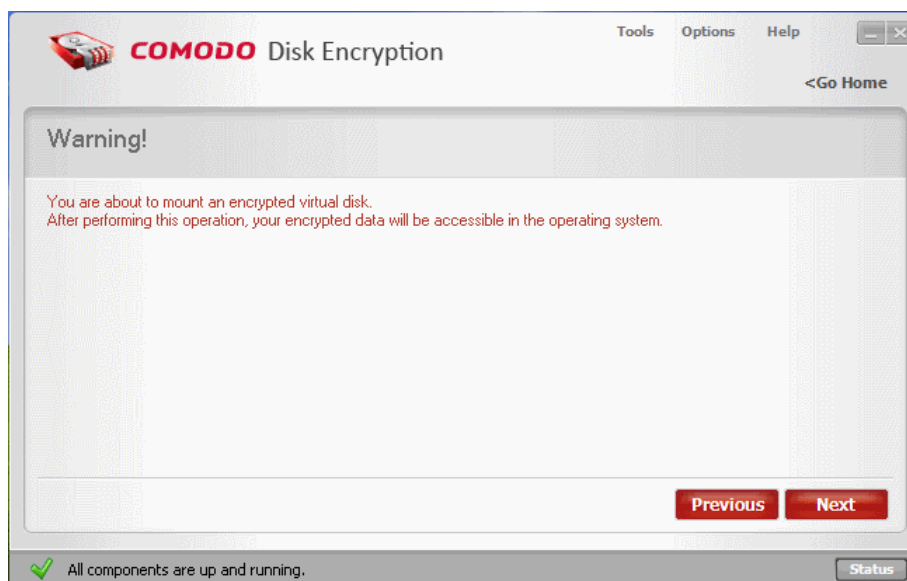 COMODO Disk Encryption
Tools Options Help
<Go Home
Warning!
You are about to mount an encrypted virtual disk.
After performing this operation, your encrypted data will be accessible in the operating system.
Previous Next
All components are up and running.
Status